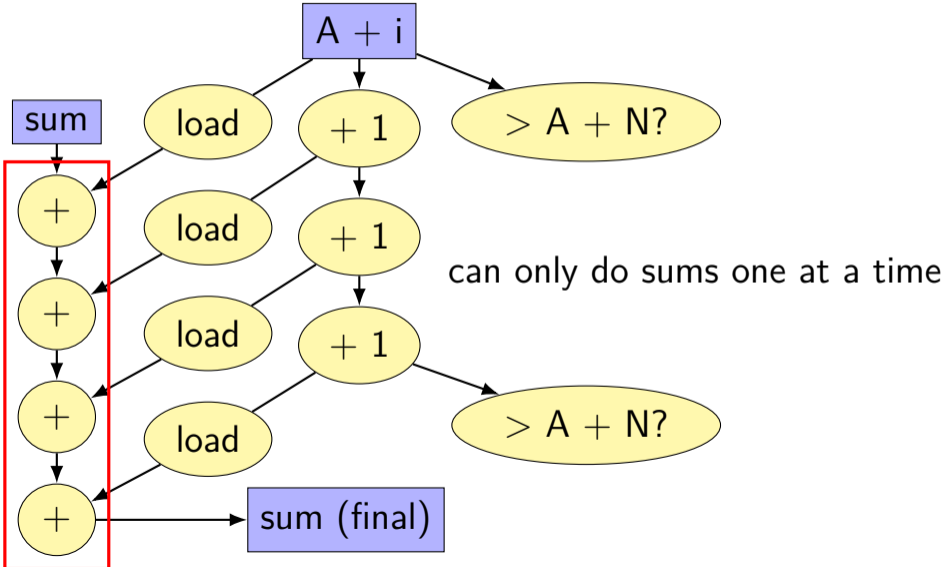 A + i
sum
load
+ 1
> A + N?
+
load
+ 1
can only do sums one at a time
+
load
+ 1
+
load
> A + N?
+
sum (final)